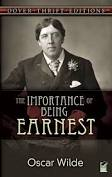 DOVER · THRIFT · EDITIONS
THE IMPORTANCE OF
BEING
EARNEST
Oscar Wilde